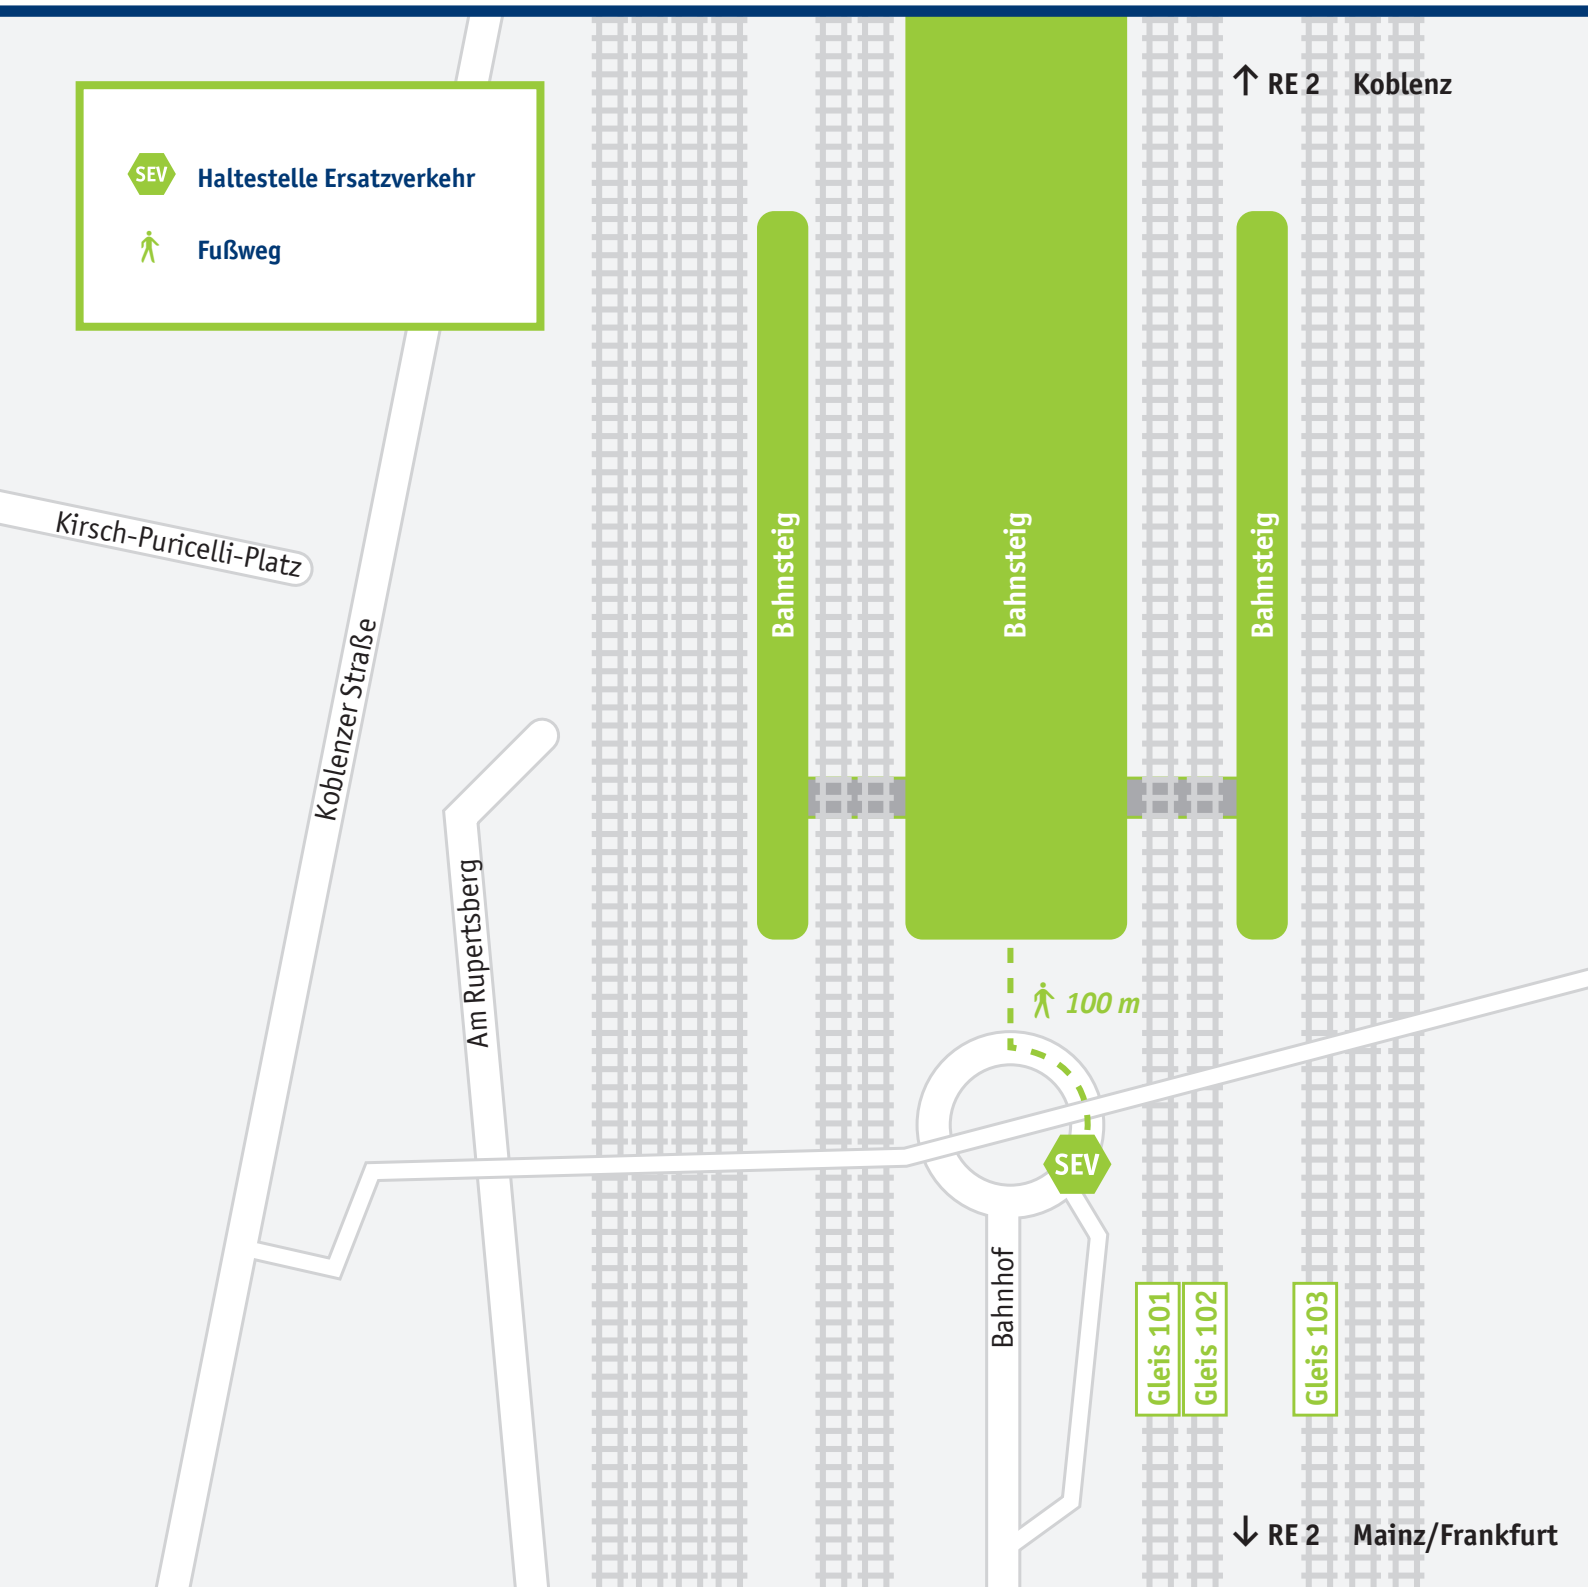 RE 2 Koblenz
SEV Haltestelle Ersatzverkehr
Fußweg
Kirsch-Puricelli-Platz
Koblenzer Straße
Am Rupertsberg
Bahnsteig
Bahnsteig
Bahnsteig
100 m
SEV
Bahnhof
Gleis 101
Gleis 102
Gleis 103
RE 2 Mainz/Frankfurt